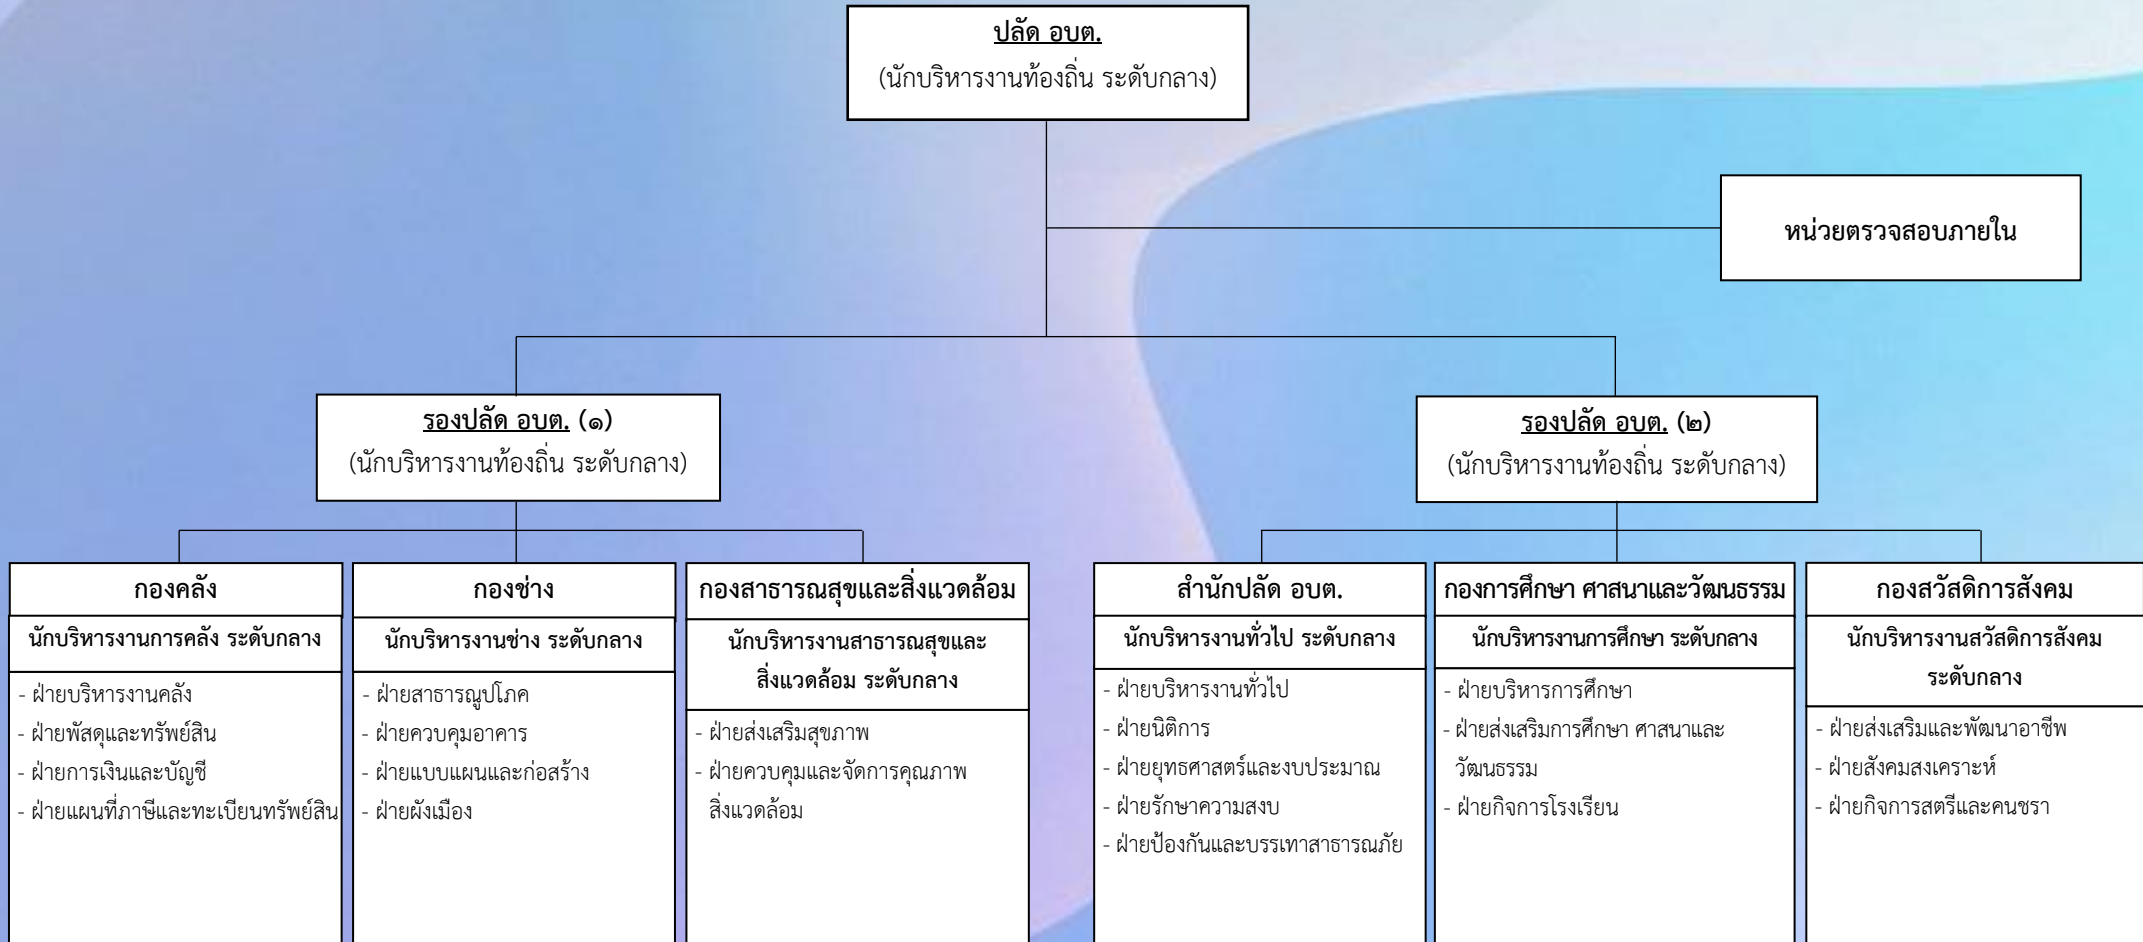 ปลัด อบต.
(นักบริหารงานท้องถิ่น ระดับกลาง)
หน่วยตรวจสอบภายใน
รองปลัด อบต. (๑)
(นักบริหารงานท้องถิ่น ระดับกลาง)
รองปลัด อบต. (๒)
(นักบริหารงานท้องถิ่น ระดับกลาง)
กองคลัง
นักบริหารงานการคลัง ระดับกลาง
- ฝ่ายบริหารงานคลัง
- ฝ่ายพัสดุและทรัพย์สิน
- ฝ่ายการเงินและบัญชี
- ฝ่ายแผนที่ภาษีและทะเบียนทรัพย์สิน
กองช่าง
นักบริหารงานช่าง ระดับกลาง
- ฝ่ายสาธารณูปโภค
- ฝ่ายควบคุมอาคาร
- ฝ่ายแบบแผนและก่อสร้าง
- ฝ่ายผังเมือง
กองสาธารณสุขและสิ่งแวดล้อม
นักบริหารงานสาธารณสุขและ
สิ่งแวดล้อม ระดับกลาง
- ฝ่ายส่งเสริมสุขภาพ
- ฝ่ายควบคุมและจัดการคุณภาพ
สิ่งแวดล้อม
สำนักปลัด อบต.
นักบริหารงานทั่วไป ระดับกลาง
- ฝ่ายบริหารงานทั่วไป
- ฝ่ายนิติการ
- ฝ่ายยุทธศาสตร์และงบประมาณ
- ฝ่ายรักษาความสงบ
- ฝ่ายป้องกันและบรรเทาสาธารณภัย
กองการศึกษา ศาสนาและวัฒนธรรม
นักบริหารงานการศึกษา ระดับกลาง
- ฝ่ายบริหารการศึกษา
- ฝ่ายส่งเสริมการศึกษา ศาสนาและ
วัฒนธรรม
- ฝ่ายกิจการโรงเรียน
กองสวัสดิการสังคม
นักบริหารงานสวัสดิการสังคม
ระดับกลาง
- ฝ่ายส่งเสริมและพัฒนาอาชีพ
- ฝ่ายสังคมสงเคราะห์
- ฝ่ายกิจการสตรีและคนชรา